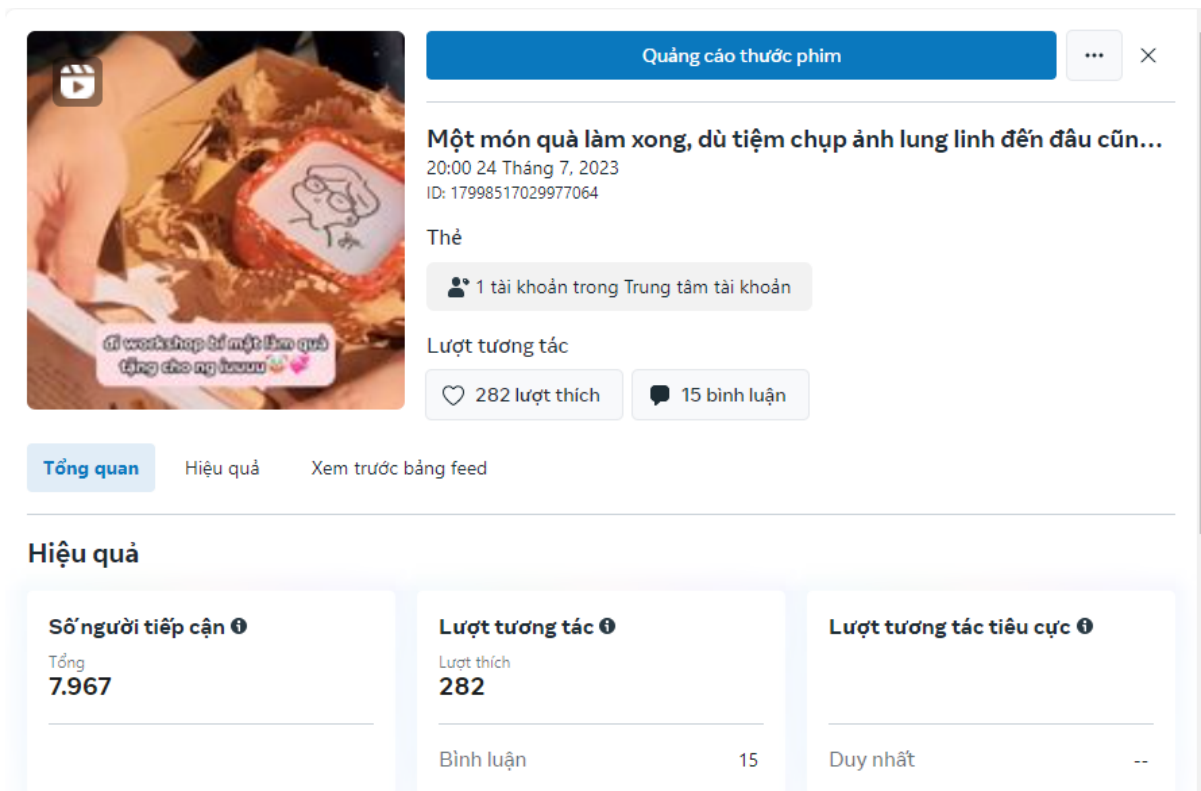 Quảng cáo thước phim
Một món quà làm xong, dù tiệm chụp ảnh lung linh đến đâu cũn...
20:00 24 Tháng 7, 2023
ID: 17998517029977064
Thẻ
1 tài khoản trong Trung tâm tài khoản
Lượt tương tác
282 lượt thích
15 bình luận
đi workshop bí mật làm quà
tặng cho ng iuuuu
Tổng quan
Hiệu quả
Xem trước bảng feed
Hiệu quả
Số người tiếp cận
Tổng
7.967
Lượt tương tác
Lượt thích
282
Bình luận
15
Lượt tương tác tiêu cực
Duy nhất
--